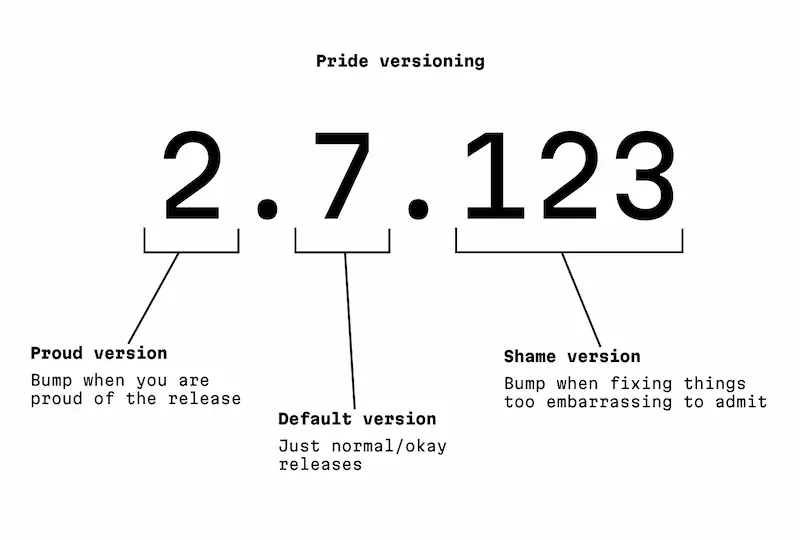 Pride versioning
2.7.123
Proud version
Bump when you are
proud of the release
Default version
Just normal/okay
releases
Shame version
Bump when fixing things
too embarrassing to admit